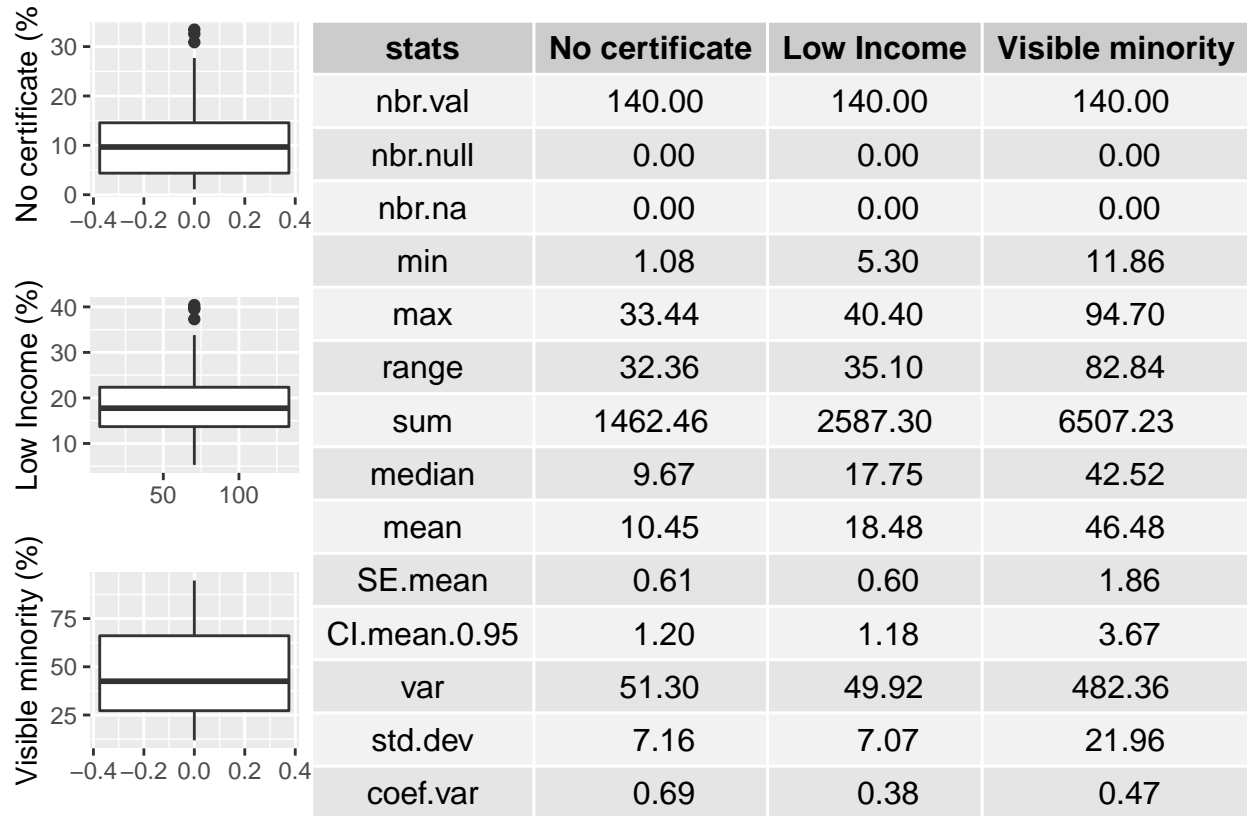 No certificate (%
30
20
10
0
−0.4 −0.2 0.0 0.2 0.4
Low Income (%)
40
30
20
10
50 100
Visible minority (%)
75
50
25
−0.4 −0.2 0.0 0.2 0.4
stats No certificate Low Income Visible minority
nbr.val 140.00 140.00 140.00
nbr.null 0.00 0.00 0.00
nbr.na 0.00 0.00 0.00
min 1.08 5.30 11.86
max 33.44 40.40 94.70
range 32.36 35.10 82.84
sum 1462.46 2587.30 6507.23
median 9.67 17.75 42.52
mean 10.45 18.48 46.48
SE.mean 0.61 0.60 1.86
CI.mean.0.95 1.20 1.18 3.67
var 51.30 49.92 482.36
std.dev 7.16 7.07 21.96
coef.var 0.69 0.38 0.47